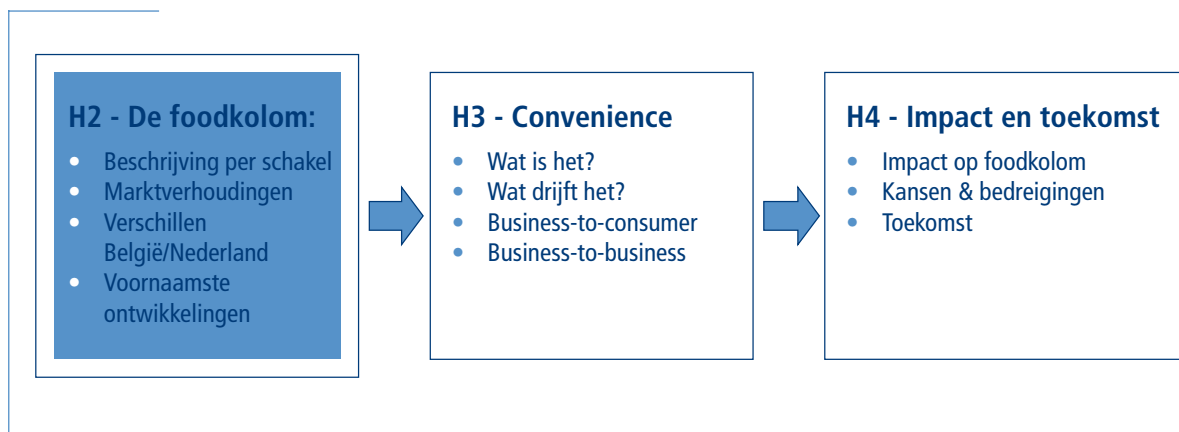 H2 - De foodkolom:
• Beschrijving per schakel
• Marktverhoudingen
• Verschillen
België/Nederland
• Voornaamste
ontwikkelingen
H3 - Convenience
• Wat is het?
• Wat drijft het?
• Business-to-consumer
• Business-to-business
H4 - Impact en toekomst
• Impact op foodkolom
• Kansen & bedreigingen
• Toekomst